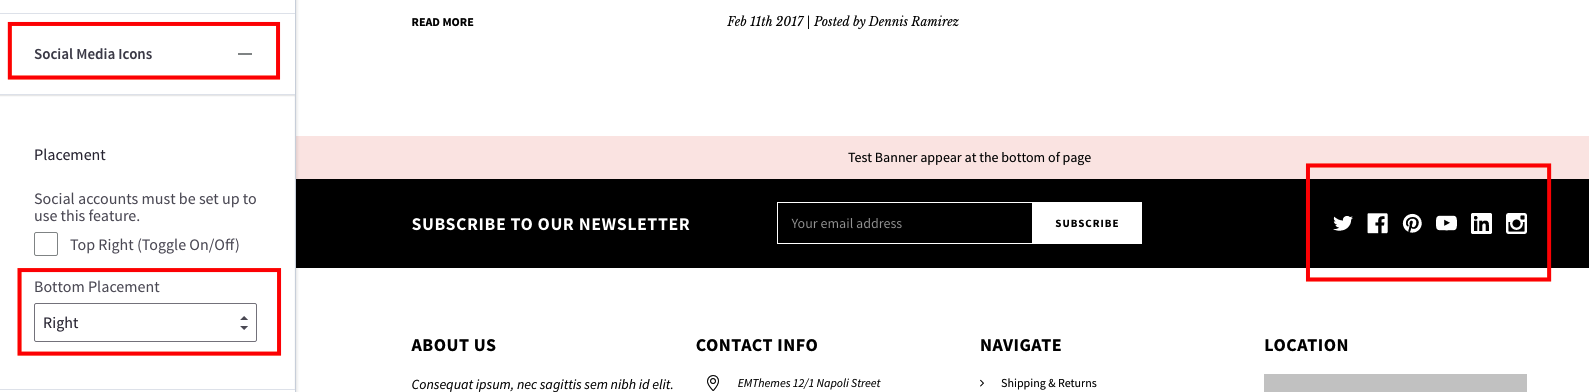 Social Media Icons
Placement
Social accounts must be set up to
use this feature.
Top Right (Toggle On/Off)
Bottom Placement
Right
READ MORE
Feb 11th 2017 | Posted by Dennis Ramirez
Test Banner appear at the bottom of page
SUBSCRIBE TO OUR NEWSLETTER
Your email address
SUBSCRIBE
ABOUT US
Consequat ipsum, nec sagittis sem nibh id elit.
CONTACT INFO
EMThemes 12/1 Napoli Street
NAVIGATE
Shipping & Returns
LOCATION